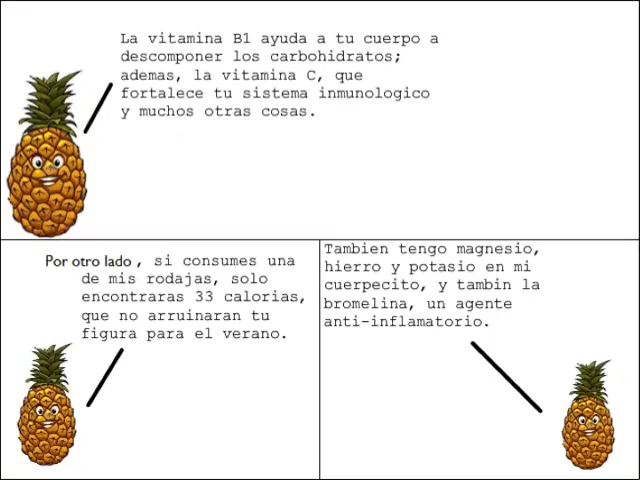 La vitamina B1 ayuda a tu cuerpo a
descomponer los carbohidratos;
ademas, la vitamina C, que
fortalece tu sistema inmunologico
y muchos otras cosas.
Por otro lado, si consumes una
de mis rodajas, solo
encontraras 33 calorias,
que no arruinaran tu
figura para el verano.
Tambien tengo magnesio,
hierro y potasio en mi
cuerpecito, y tambin la
bromelina, un agente
anti-inflamatorio.